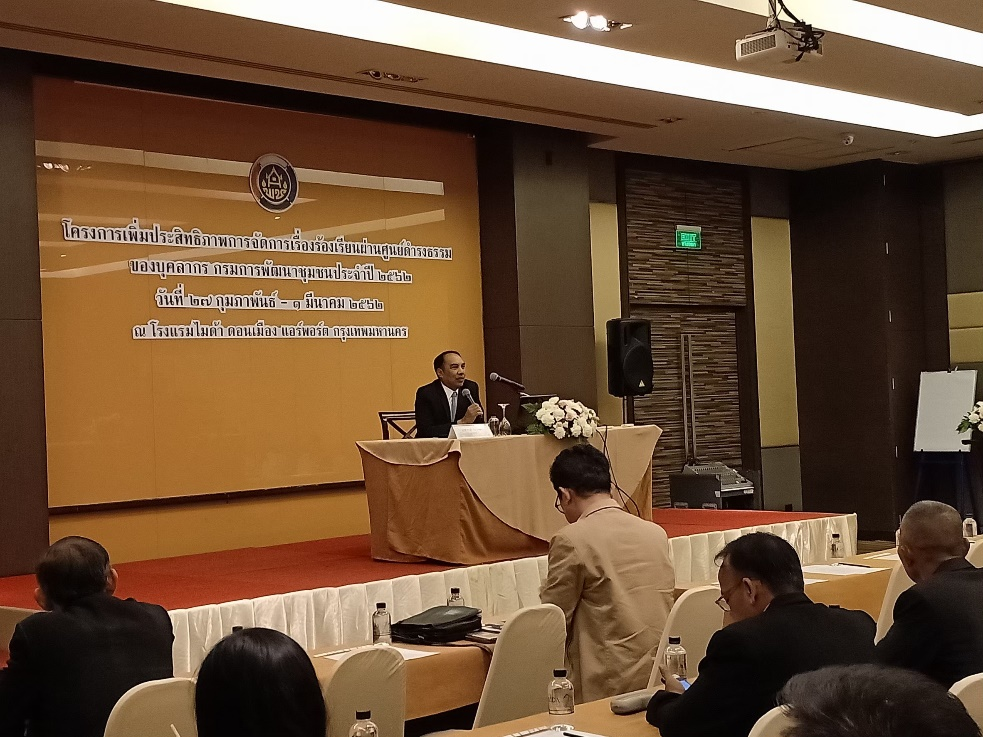 โครงการเพิ่มประสิทธิภาพการจัดการเรื่องร้องเรียนผ่านศูนย์ดำรงธรรม
ของบุคลากร กรมการพัฒนาชุมชนประจำปี ๒๕๖๒
วันที่ ๒๗ กุมภาพันธ์ - ๑ มีนาคม ๒๕๖๒
ณ โรงแรมไมด้า ดอนเมือง แอร์พอร์ต กรุงเทพมหานคร
EXIT